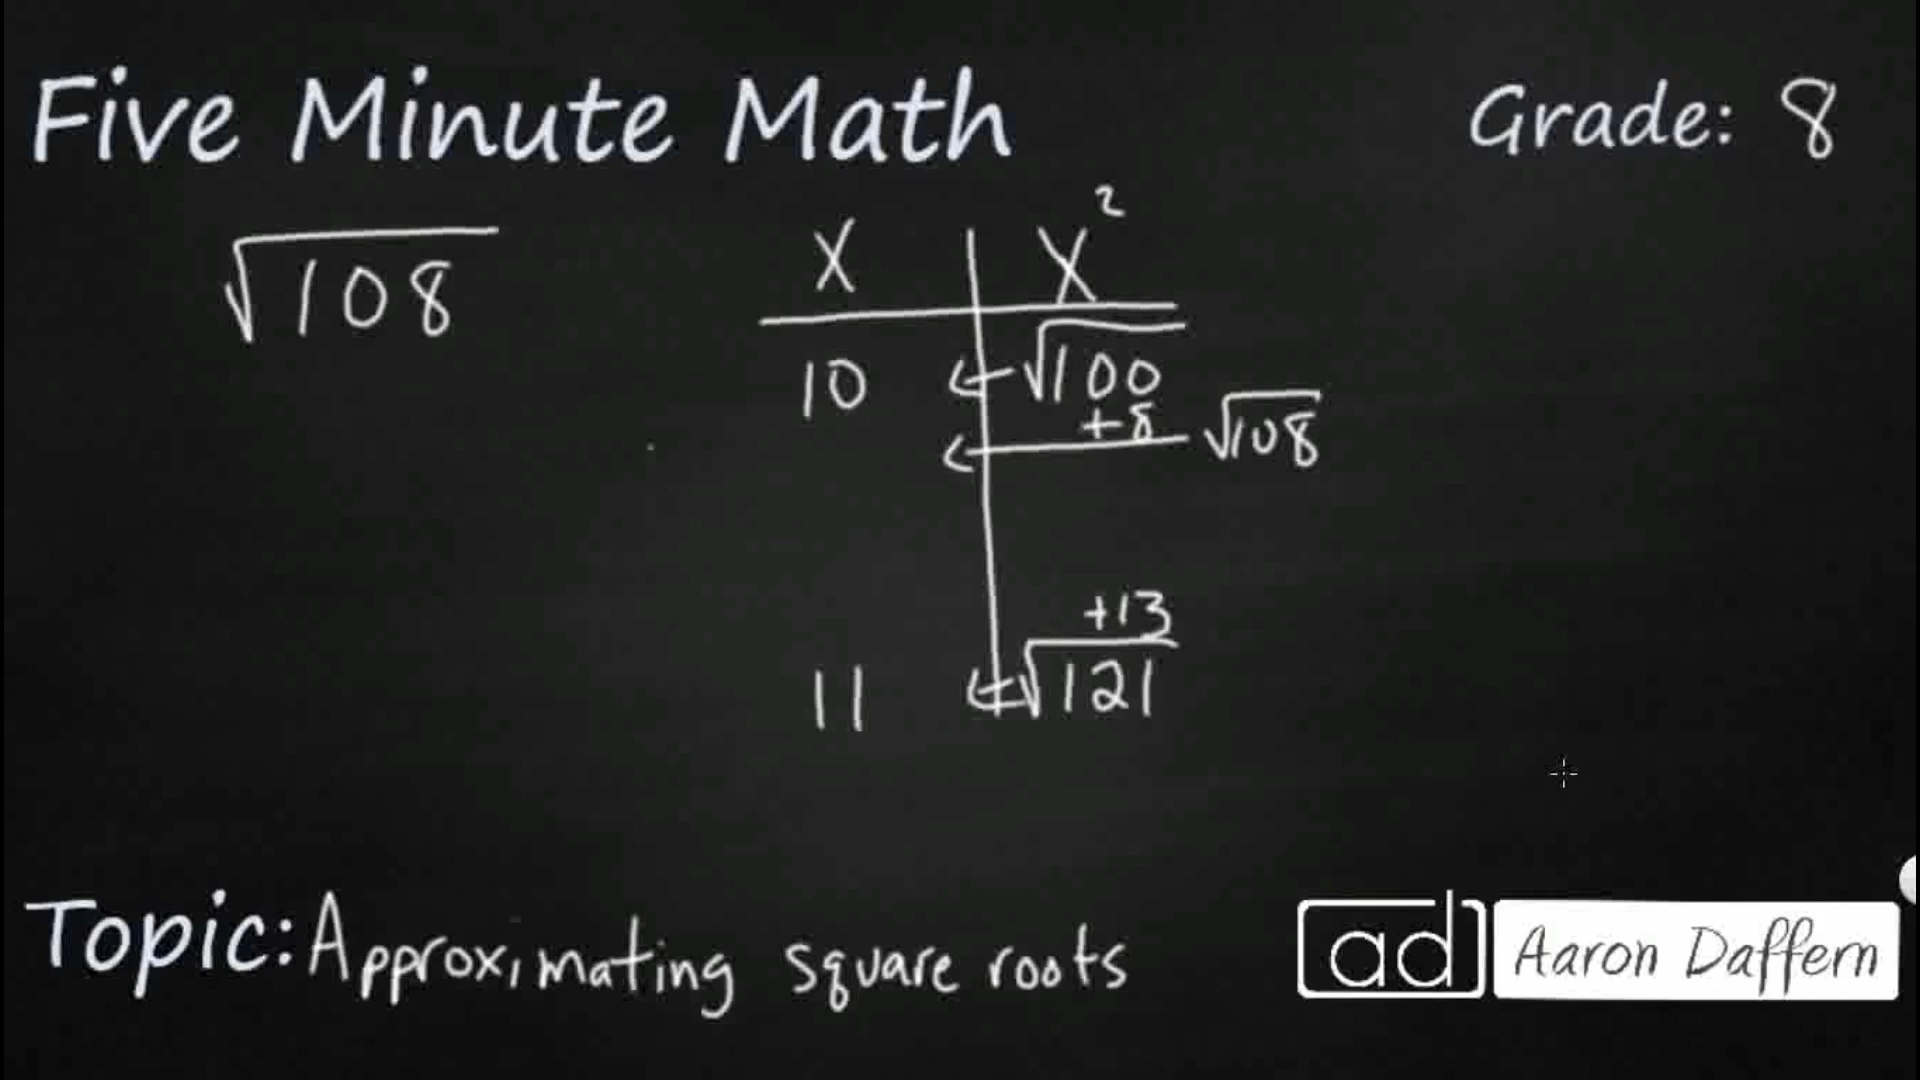 Five Minute Math
Grade: 8
√108
X X²
10 ← √100
+8
← √108
+13
11 ← √121
Topic: Approximating square roots
ad Aaron Daffern